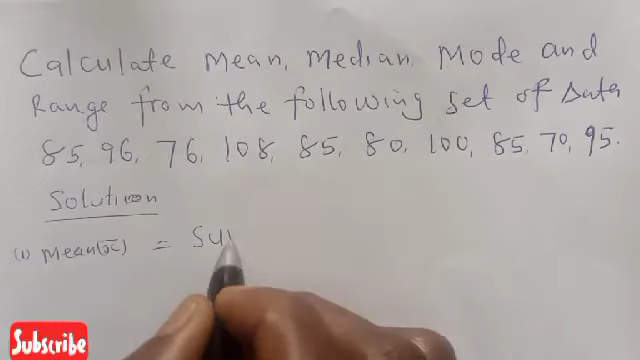 Calculate Mean, Median, Mode and
Range from the following set of Data
85, 96, 76, 108, 85, 80, 100, 85, 70, 95.
Solution
(1) Mean(x̄) = Su
Subscribe